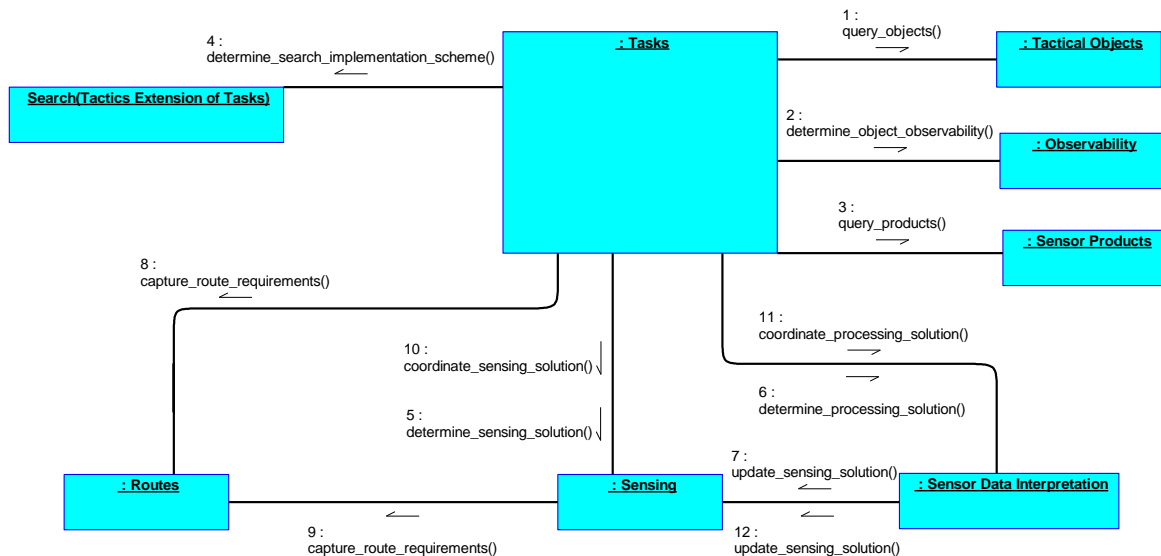 1 :
query_objects()
: Tasks
: Tactical Objects
4 :
determine_search_implementation_scheme()
Search(Tactics Extension of Tasks)
2 :
determine_object_observability()
: Observability
3 :
query_products()
: Sensor Products
8 :
capture_route_requirements()
11 :
coordinate_processing_solution()
10 :
coordinate_sensing_solution()
6 :
determine_processing_solution()
5 :
determine_sensing_solution()
7 :
update_sensing_solution()
: Routes
: Sensing
: Sensor Data Interpretation
9 :
capture_route_requirements()
12 :
update_sensing_solution()